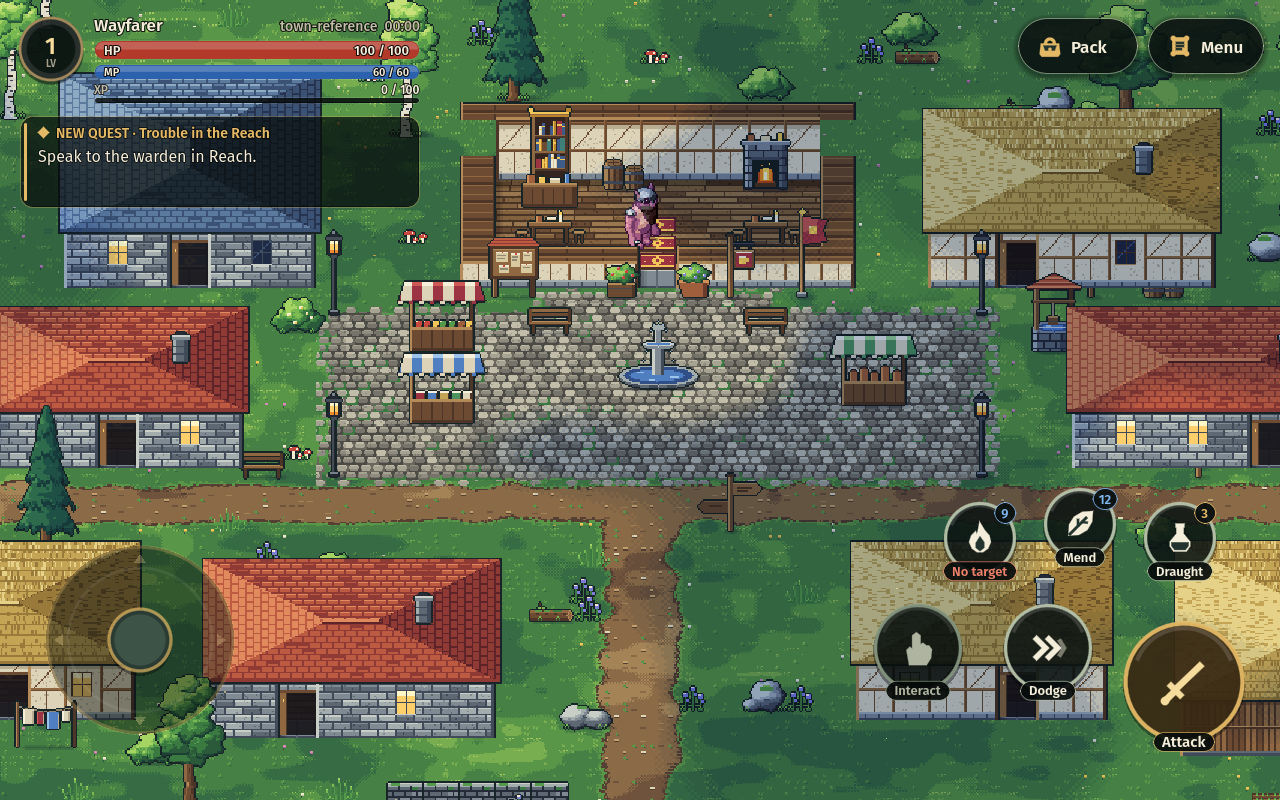 Wayfarer
town-reference 00:00
1
LV
HP 100 / 100
MP 60 / 60
XP 0 / 100
NEW QUEST · Trouble in the Reach
Speak to the warden in Reach.
Pack
Menu
9
No target
12
Mend
3
Draught
Interact
Dodge
Attack